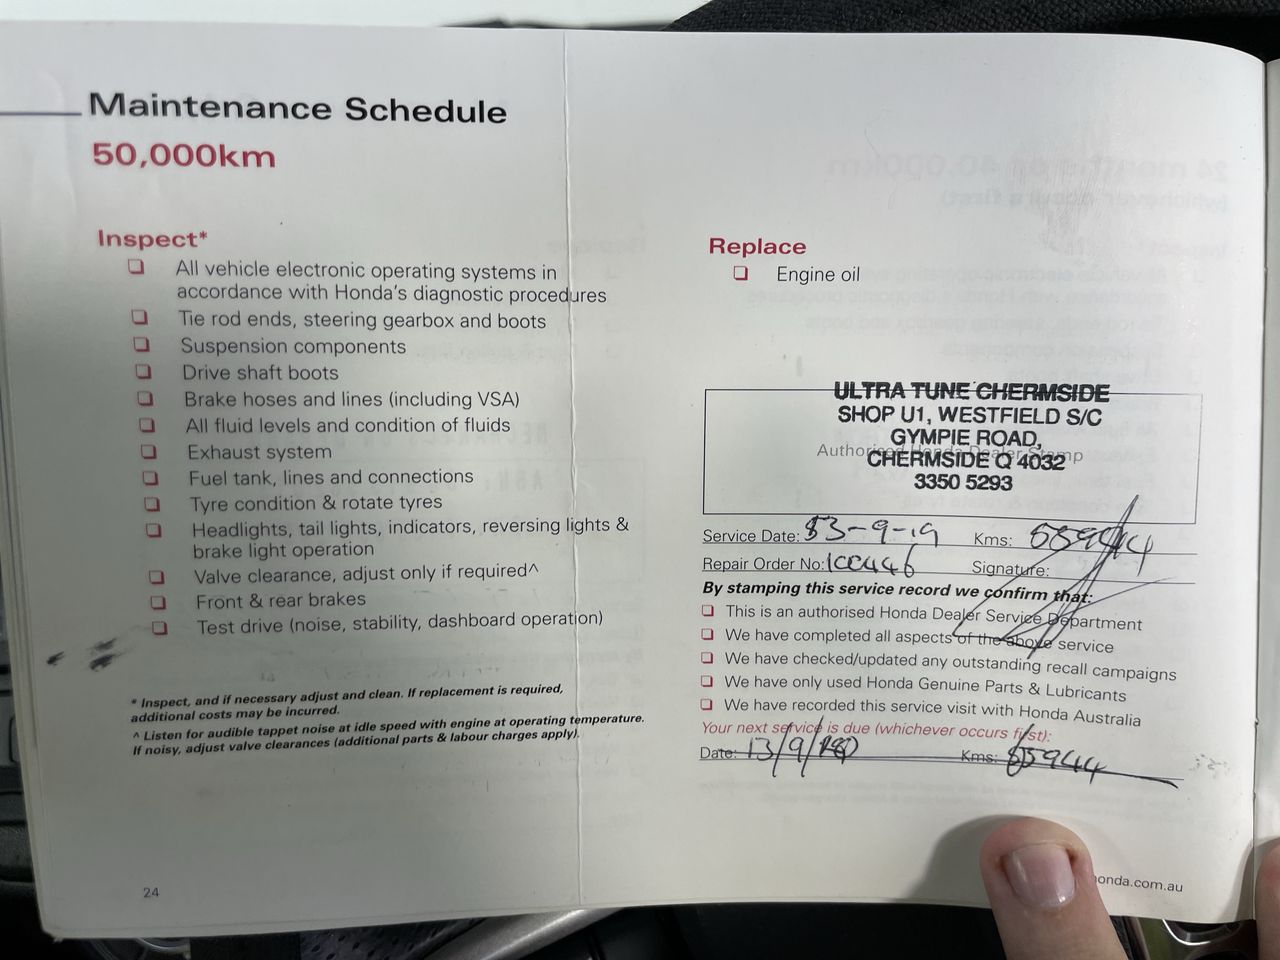 Maintenance Schedule
50,000km
Inspect*
All vehicle electronic operating systems in
accordance with Honda's diagnostic procedures
Tie rod ends, steering gearbox and boots
Suspension components
Drive shaft boots
Brake hoses and lines (including VSA)
All fluid levels and condition of fluids
Exhaust system
Fuel tank, lines and connections
Tyre condition & rotate tyres
Headlights, tail lights, indicators, reversing lights &
brake light operation
Valve clearance, adjust only if required^
Front & rear brakes
Test drive (noise, stability, dashboard operation)
* Inspect, and if necessary adjust and clean. If replacement is required,
additional costs may be incurred.
^ Listen for audible tappet noise at idle speed with engine at operating temperature.
If noisy, adjust valve clearances (additional parts & labour charges apply).
24
Replace
Engine oil
ULTRA TUNE CHERMSIDE
SHOP U1, WESTFIELD S/C
GYMPIE ROAD,
Authorised Honda Dealer Stamp
CHERMSIDE Q 4032
3350 5293
Service Date: 13-9-19 Kms:
Repair Order No: Signature:
By stamping this service record we confirm that:
This is an authorised Honda Dealer Service Department
We have completed all aspects of the above service
We have checked/updated any outstanding recall campaigns
We have only used Honda Genuine Parts & Lubricants
We have recorded this service visit with Honda Australia
Your next service is due (whichever occurs first):
Date: Kms:
honda.com.au